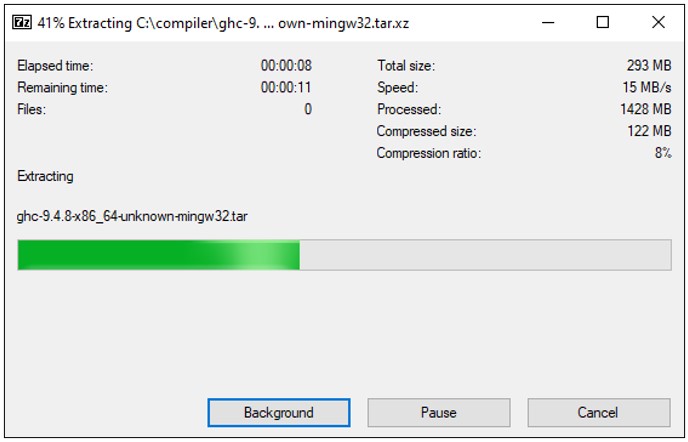 7z 41% Extracting C:\compiler\ghc-9. ... own-mingw32.tar.xz
Elapsed time: 00:00:08 Total size: 293 MB
Remaining time: 00:00:11 Speed: 15 MB/s
Files: 0 Processed: 1428 MB
Compressed size: 122 MB
Compression ratio: 8%
Extracting
ghc-9.4.8-x86_64-unknown-mingw32.tar
Background Pause Cancel